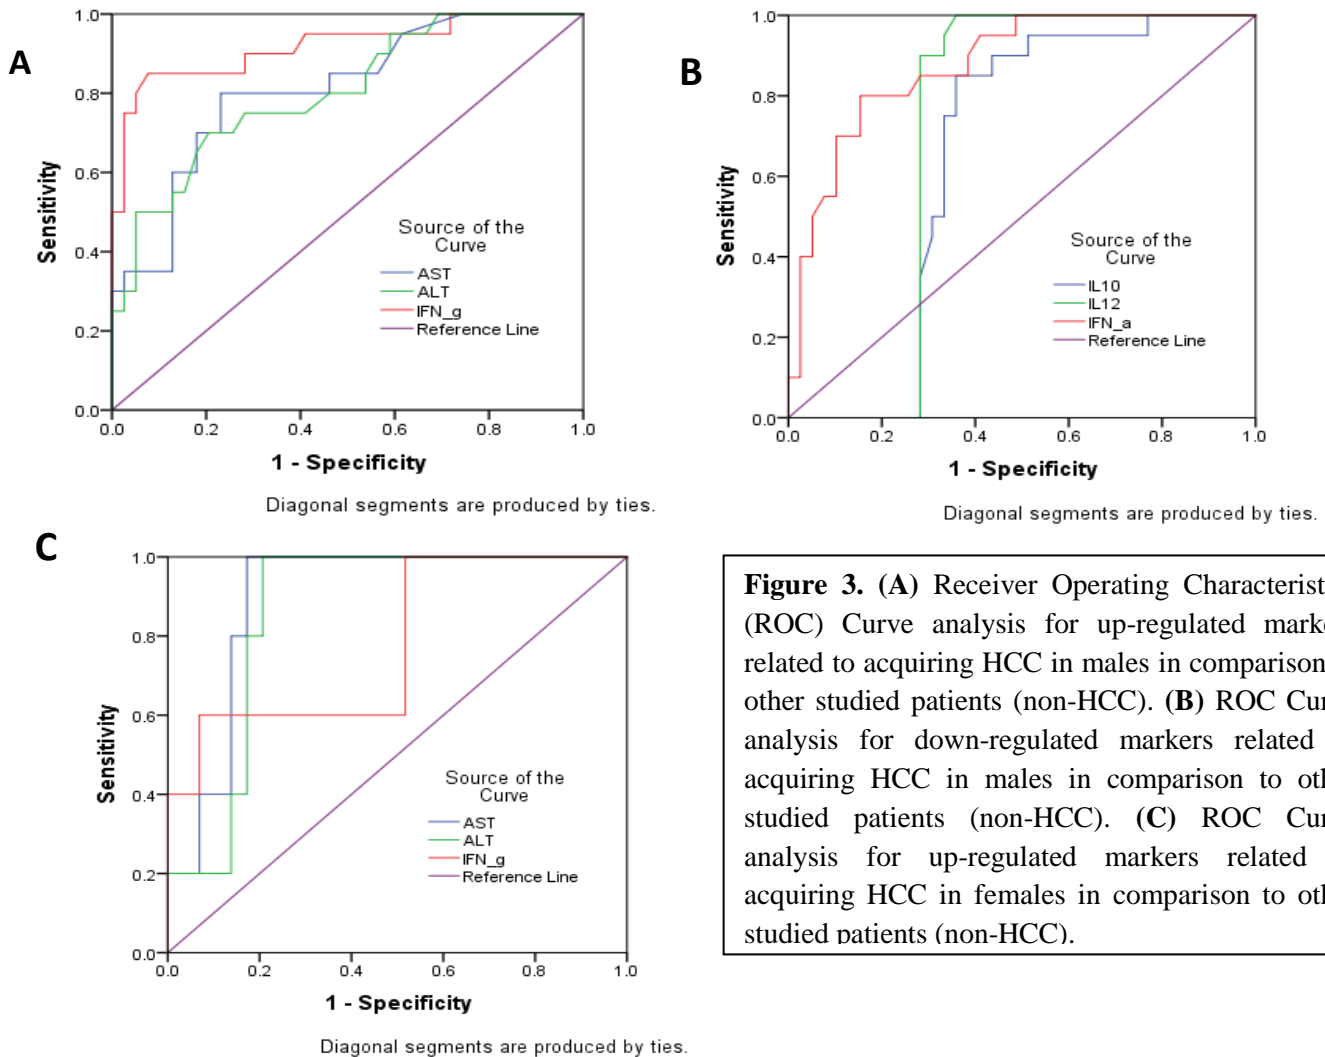 A
Sensitivity
1.0
0.8
0.6
0.4
0.2
0.0
0.0 0.2 0.4 0.6 0.8 1.0
1 - Specificity
Source of the
Curve
AST
ALT
IFN_g
Reference Line
Diagonal segments are produced by ties.
B
Sensitivity
1.0
0.8
0.6
0.4
0.2
0.0
0.0 0.2 0.4 0.6 0.8 1.0
1 - Specificity
Source of the
Curve
IL10
IL12
IFN_a
Reference Line
Diagonal segments are produced by ties.
C
Sensitivity
1.0
0.8
0.6
0.4
0.2
0.0
0.0 0.2 0.4 0.6 0.8 1.0
1 - Specificity
Source of the
Curve
AST
ALT
IFN_g
Reference Line
Diagonal segments are produced by ties.
Figure 3. (A) Receiver Operating Characterist
(ROC) Curve analysis for up-regulated marke
related to acquiring HCC in males in comparison
other studied patients (non-HCC). (B) ROC Cur
analysis for down-regulated markers related
acquiring HCC in males in comparison to oth
studied patients (non-HCC). (C) ROC Cur
analysis for up-regulated markers related
acquiring HCC in females in comparison to oth
studied patients (non-HCC).